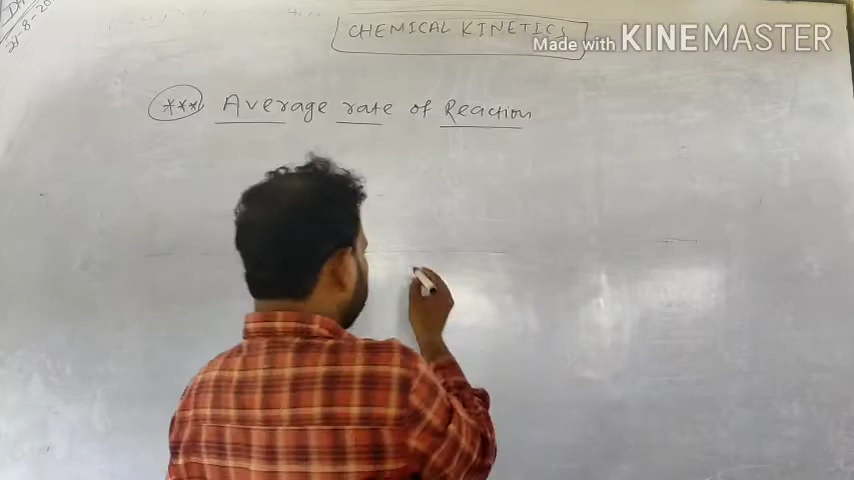 CHEMICAL KINETICS
Made with KINEMASTER
*** Average rate of Reaction